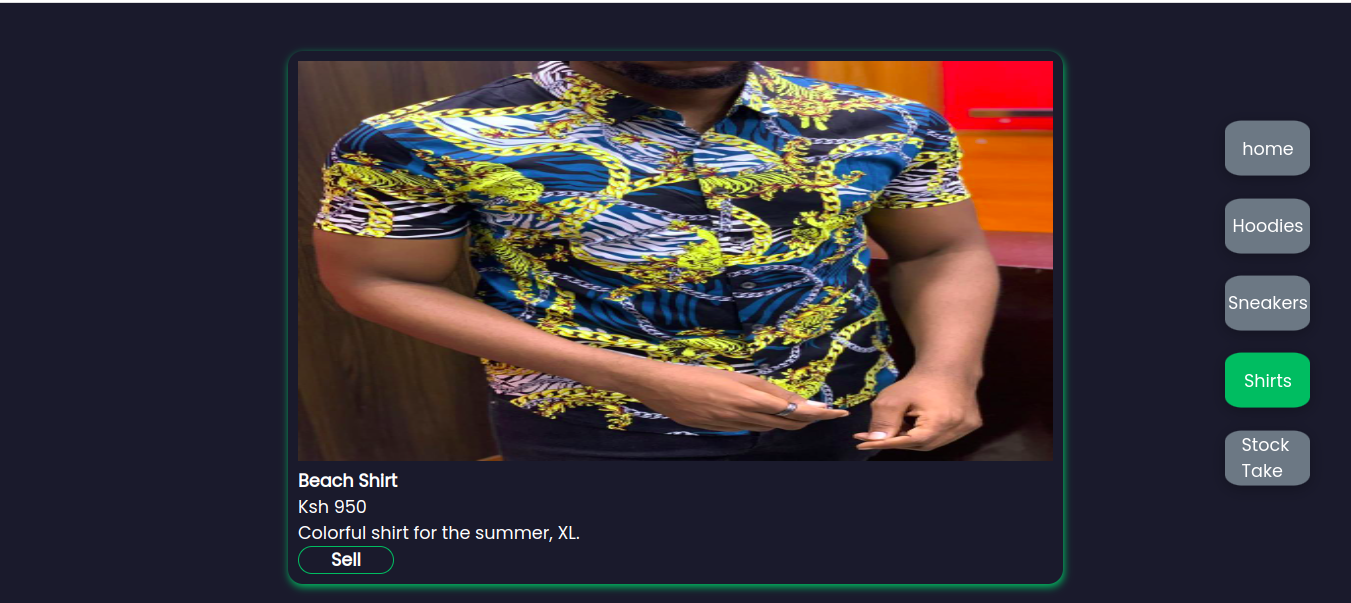 Beach Shirt
Ksh 950
Colorful shirt for the summer, XL.
Sell
home
Hoodies
Sneakers
Shirts
Stock
Take